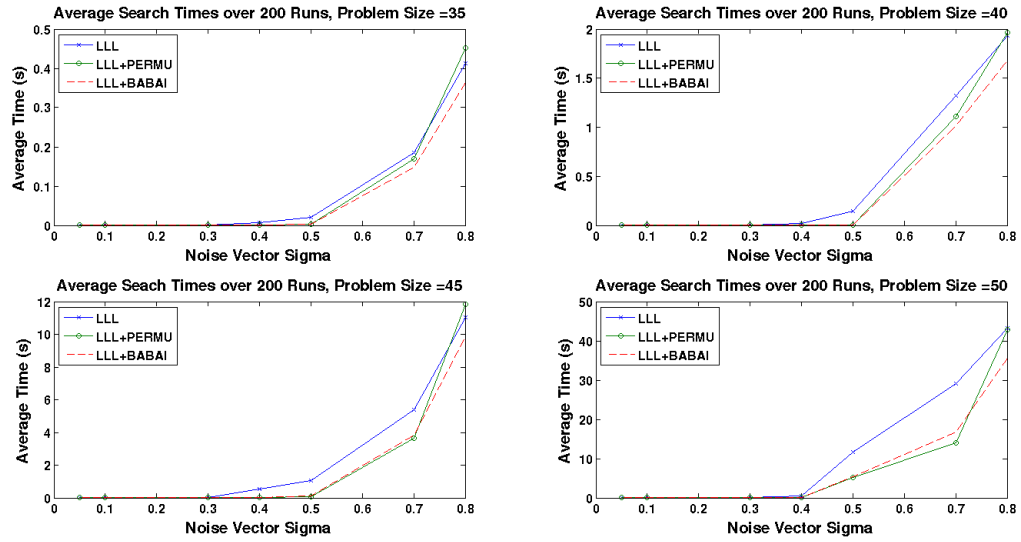 Average Search Times over 200 Runs, Problem Size =35
0.5
0.4
0.3
0.2
0.1
0
Average Time (s)
LLL
LLL+PERMU
LLL+BABAI
0 0.1 0.2 0.3 0.4 0.5 0.6 0.7 0.8
Noise Vector Sigma
Average Search Times over 200 Runs, Problem Size =40
2
1.5
1
0.5
0
Average Time (s)
LLL
LLL+PERMU
LLL+BABAI
0 0.1 0.2 0.3 0.4 0.5 0.6 0.7 0.8
Noise Vector Sigma
Average Seach Times over 200 Runs, Problem Size =45
12
10
8
6
4
2
0
Average Time (s)
LLL
LLL+PERMU
LLL+BABAI
0 0.1 0.2 0.3 0.4 0.5 0.6 0.7 0.8
Noise Vector Sigma
Average Search Times over 200 Runs, Problem Size =50
50
40
30
20
10
0
Average Time (s)
LLL
LLL+PERMU
LLL+BABAI
0 0.1 0.2 0.3 0.4 0.5 0.6 0.7 0.8
Noise Vector Sigma